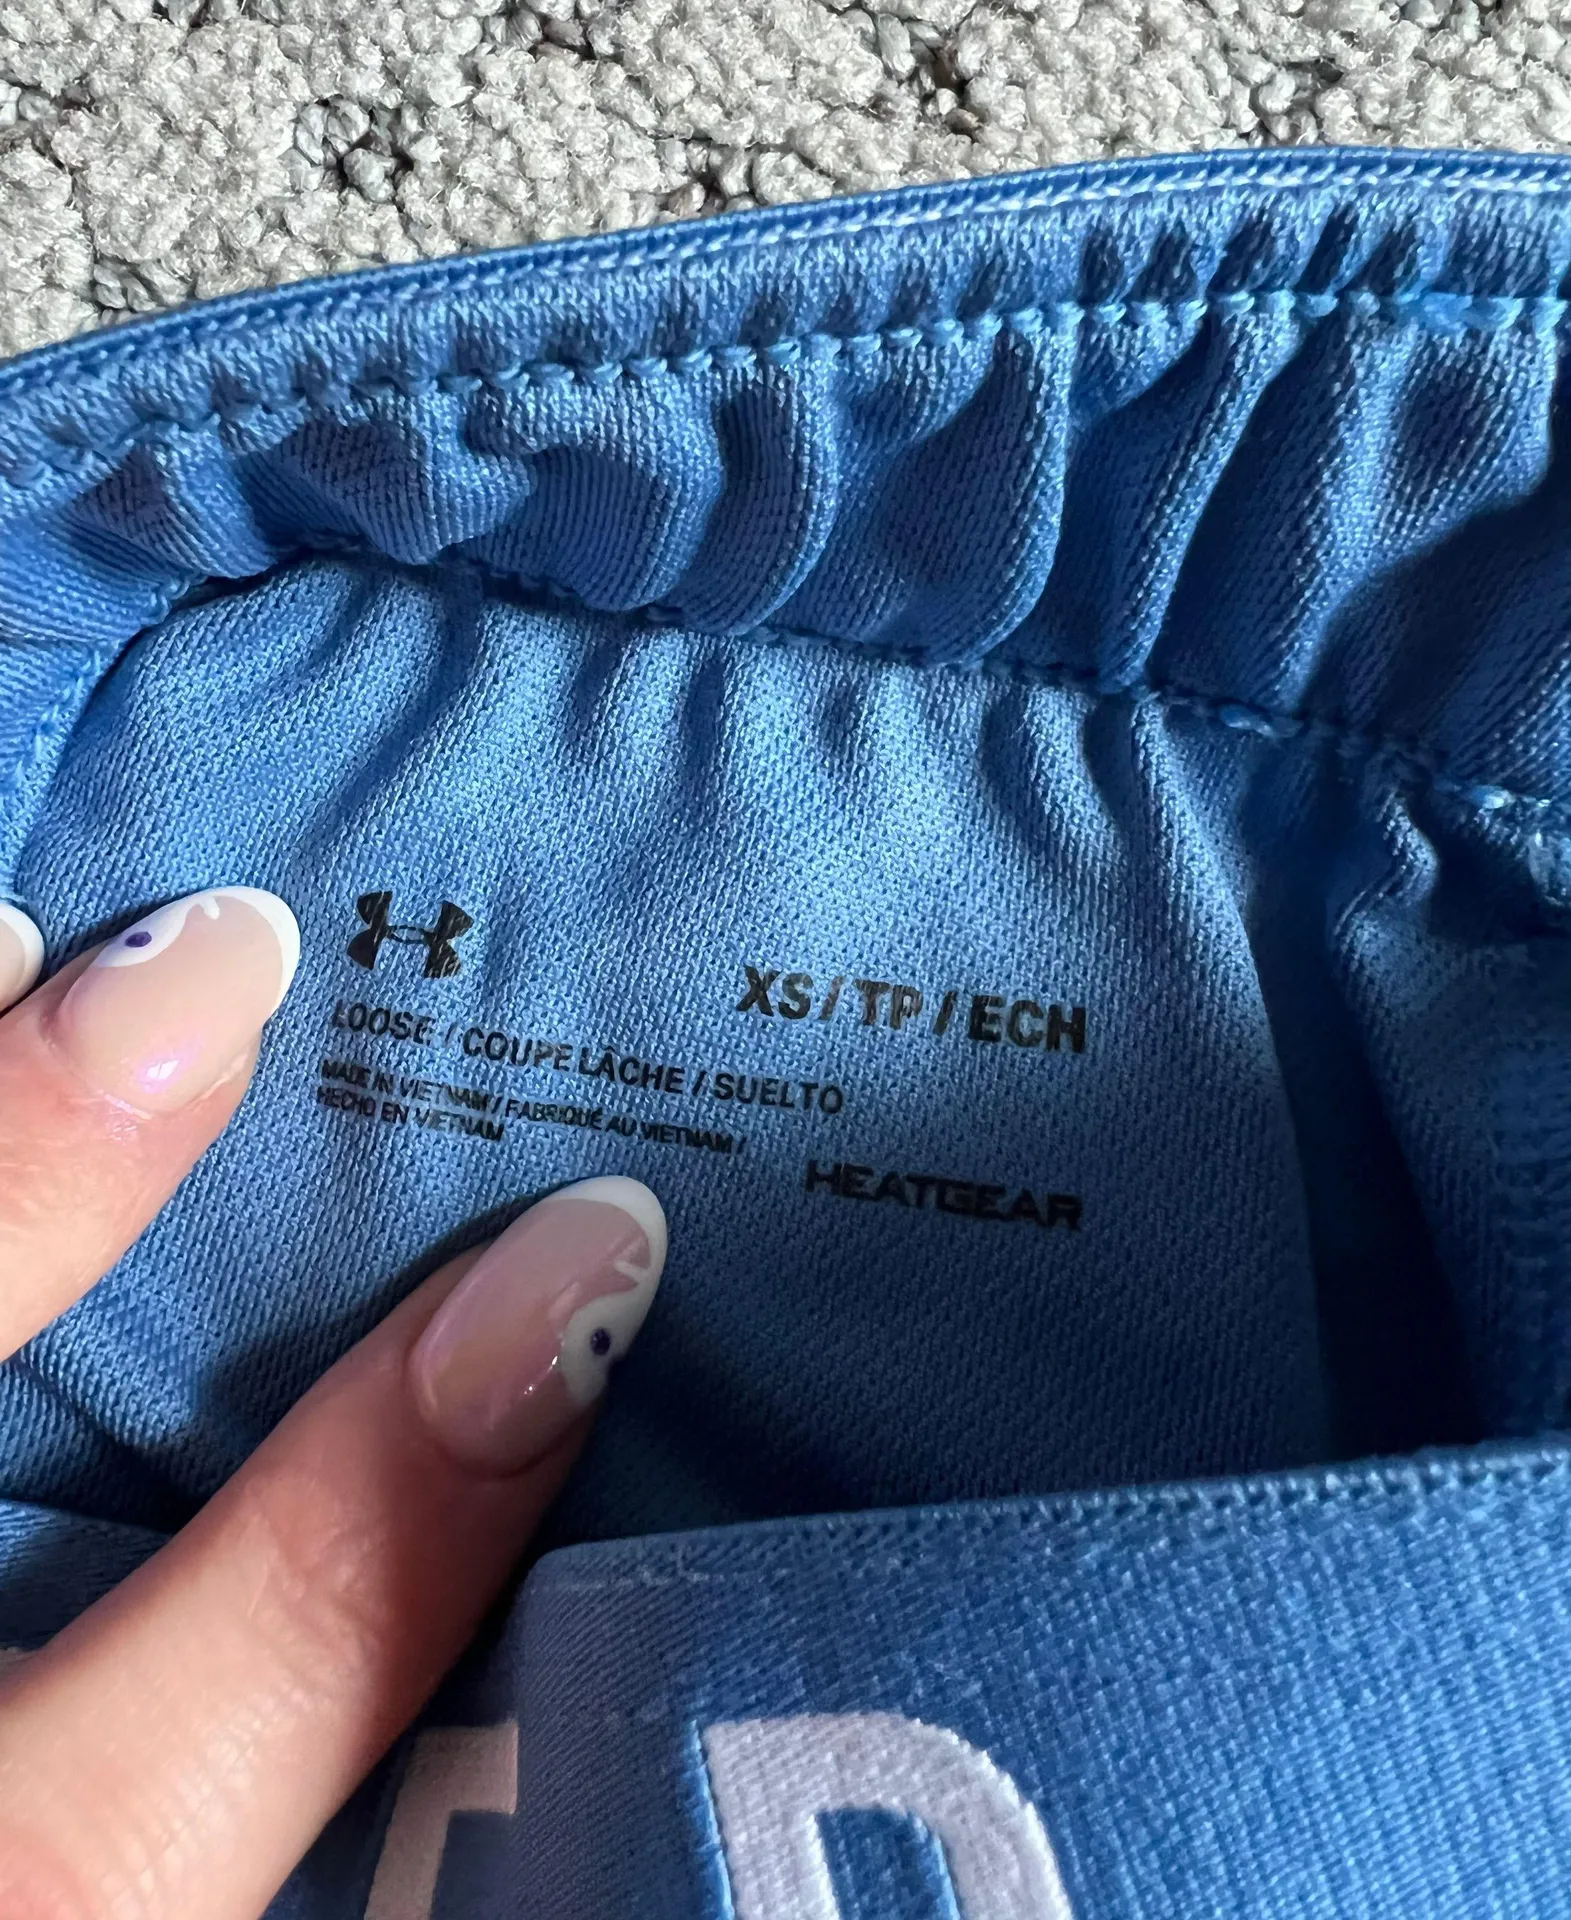 XS / TP / ECH
LOOSE / COUPE LÂCHE / SUELTO
MADE IN VIETNAM / FABRIQUÉ AU VIETNAM /
HECHO EN VIETNAM
HEATGEAR